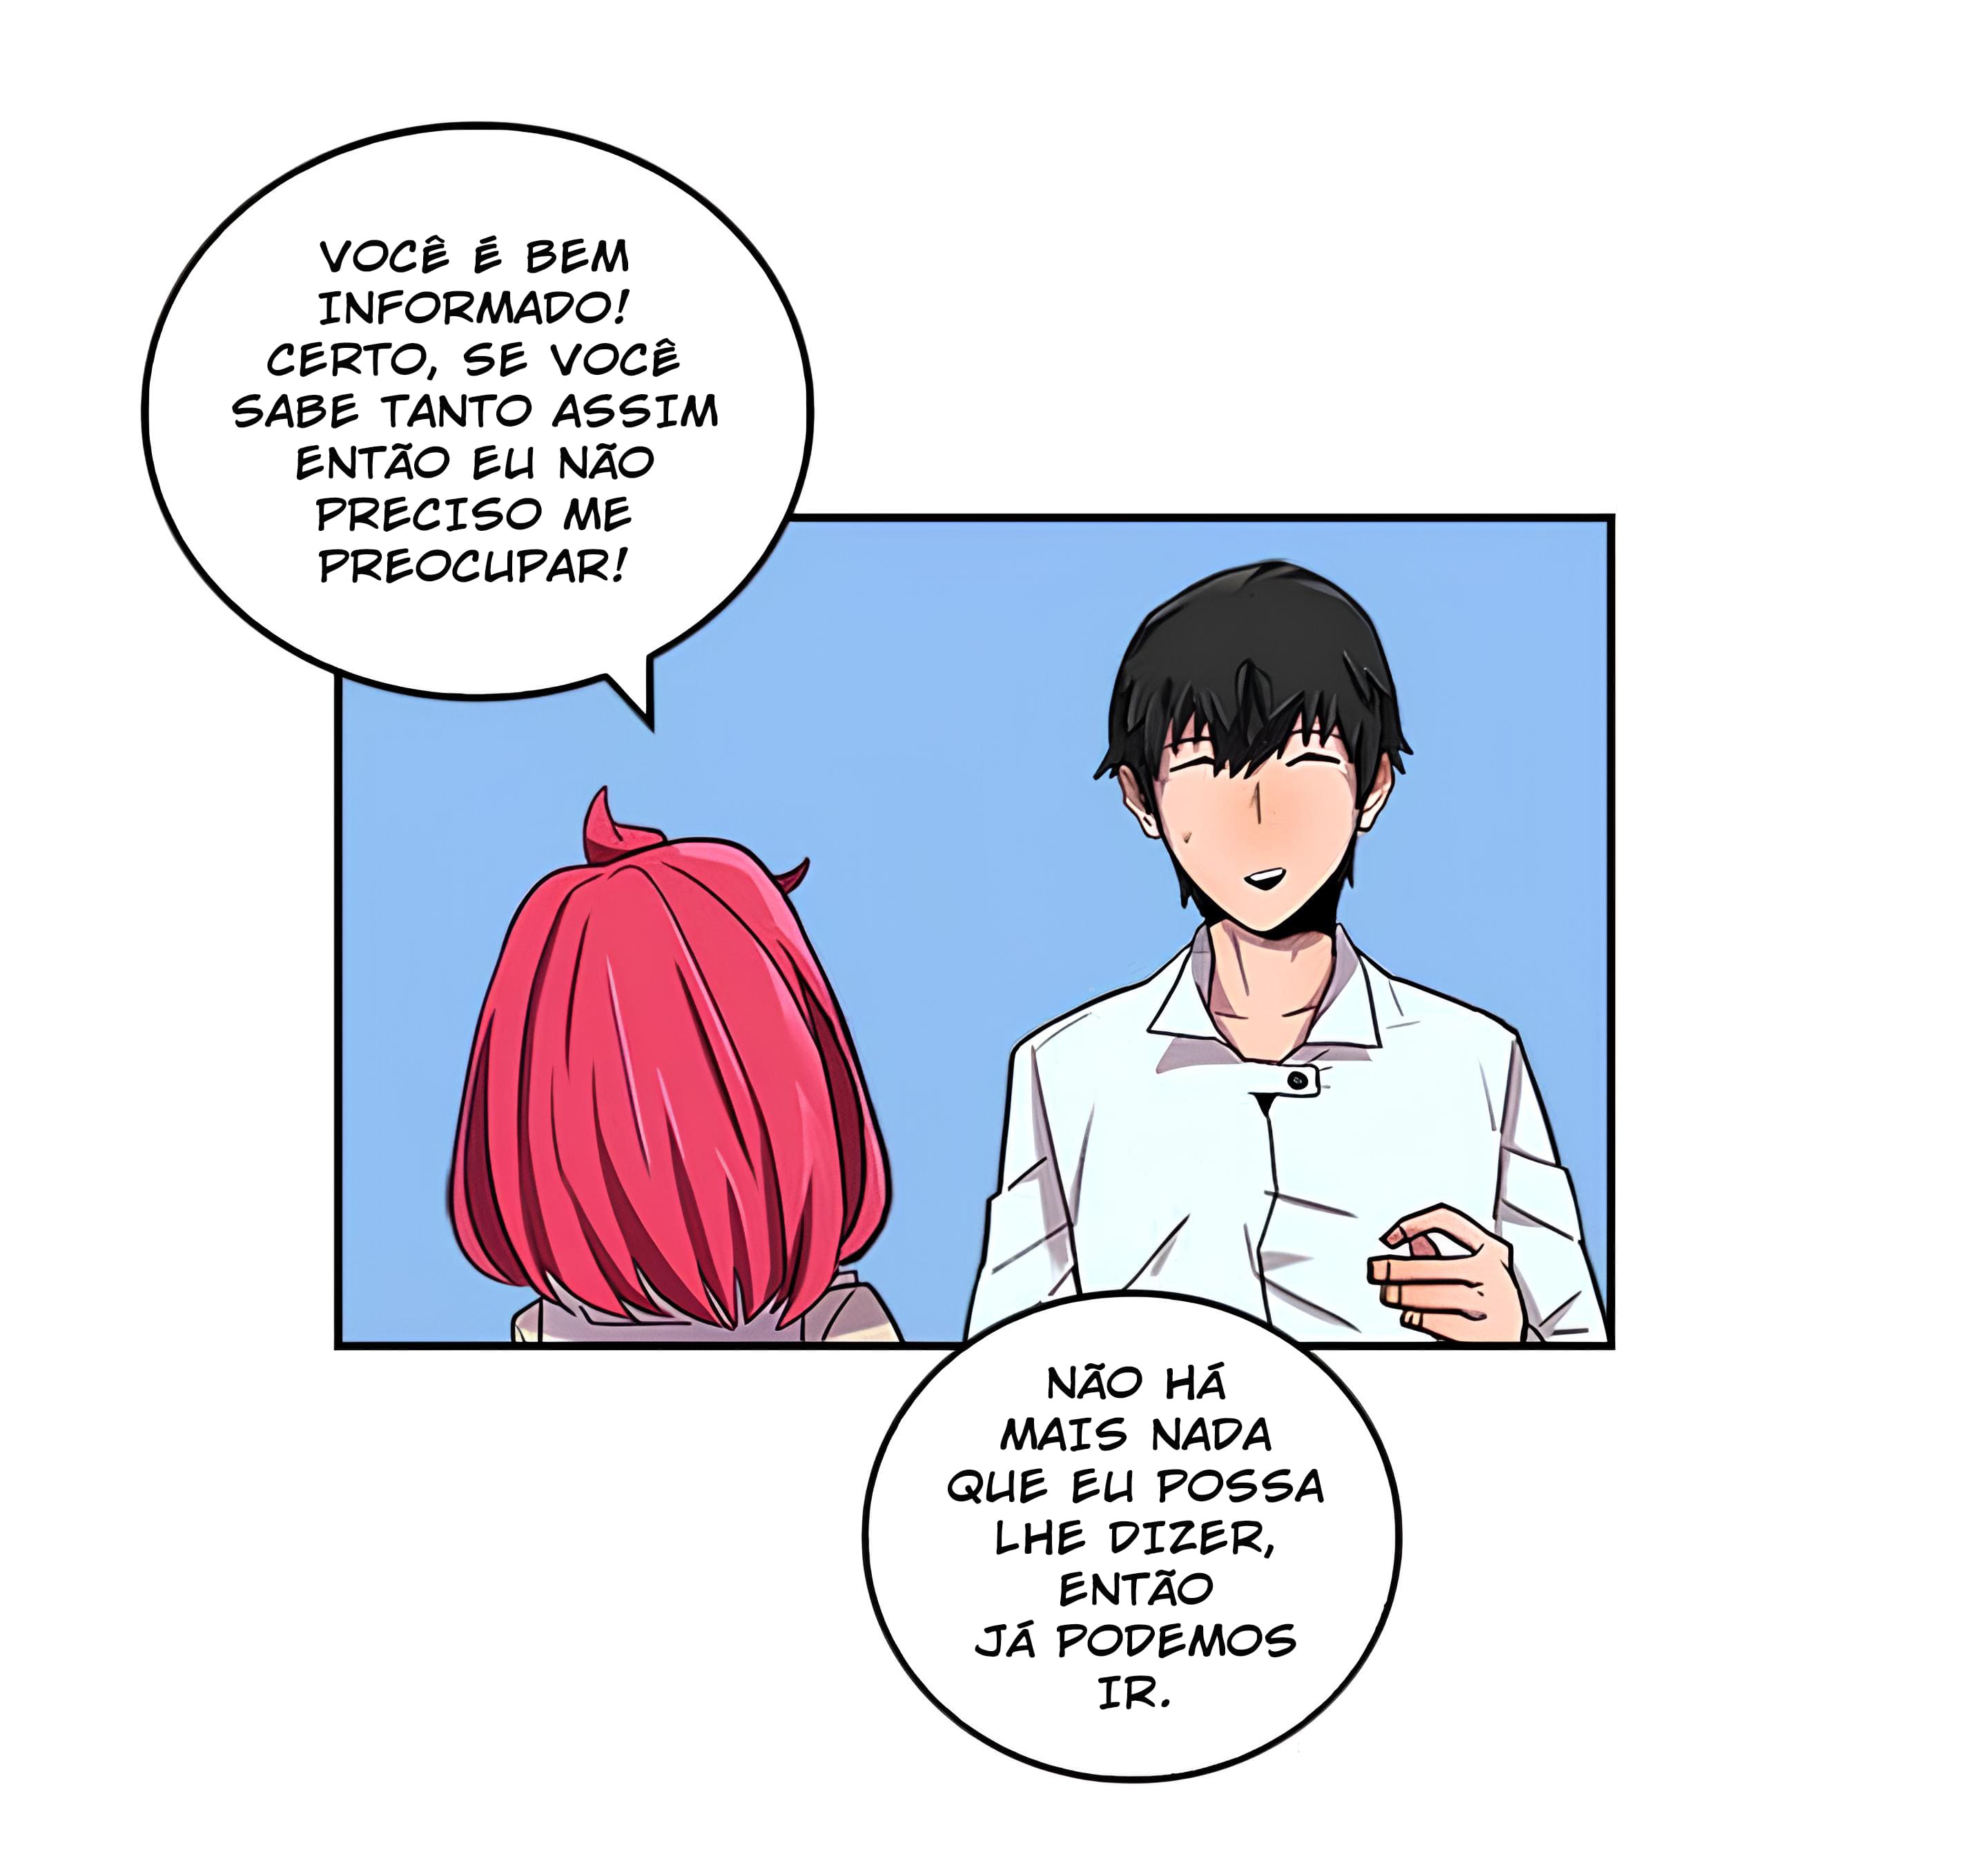 VOCÊ É BEM
INFORMADO!
CERTO, SE VOCÊ
SABE TANTO ASSIM
ENTÃO EU NÃO
PRECISO ME
PREOCUPAR!
NÃO HÁ
MAIS NADA
QUE EU POSSA
LHE DIZER,
ENTÃO
JÁ PODEMOS
IR.